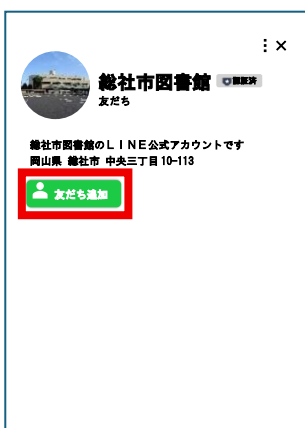 総社市図書館 認証済
友だち
総社市図書館のLINE公式アカウントです
岡山県 総社市 中央三丁目10-113
友だち追加